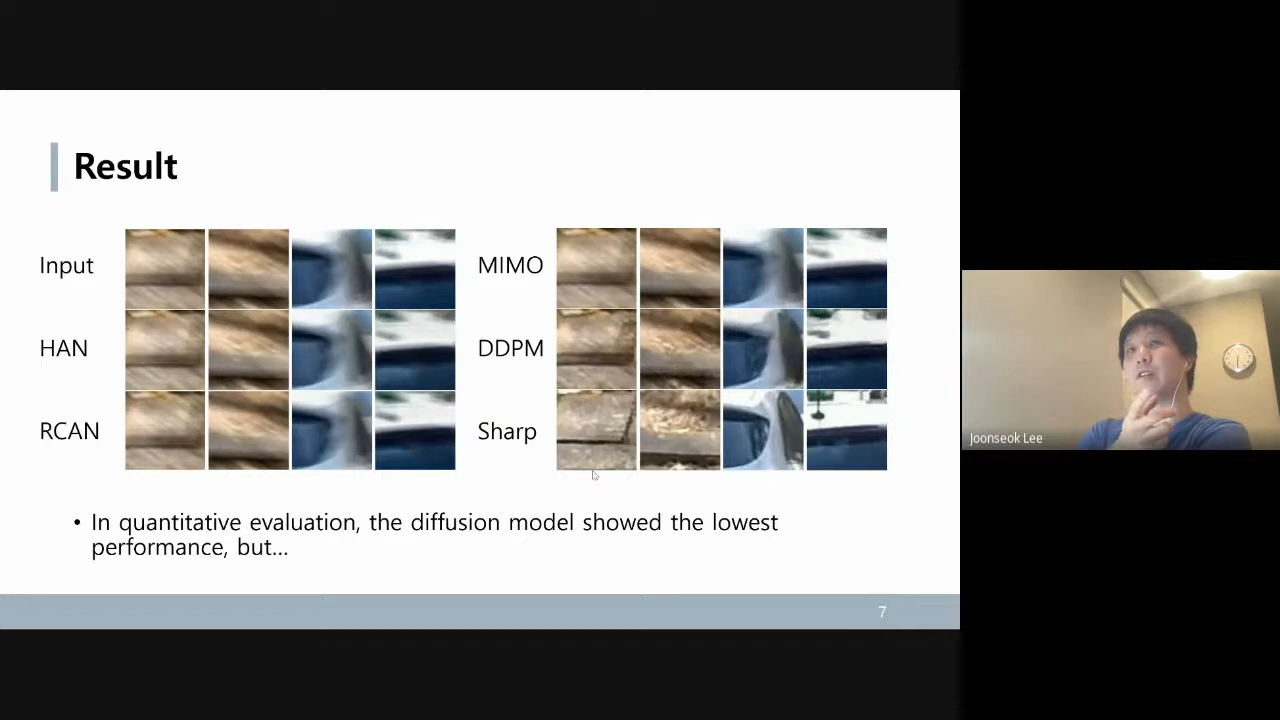 Result
Input
HAN
RCAN
MIMO
DDPM
Sharp
• In quantitative evaluation, the diffusion model showed the lowest
performance, but...
7
Joonseok Lee